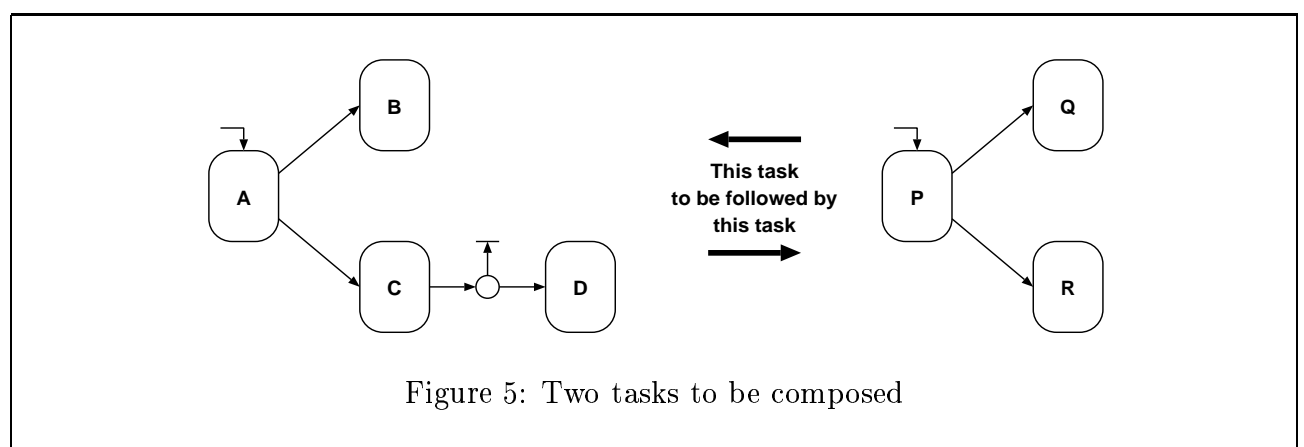 B
A
C
D
This task
to be followed by
this task
Q
P
R
Figure 5: Two tasks to be composed